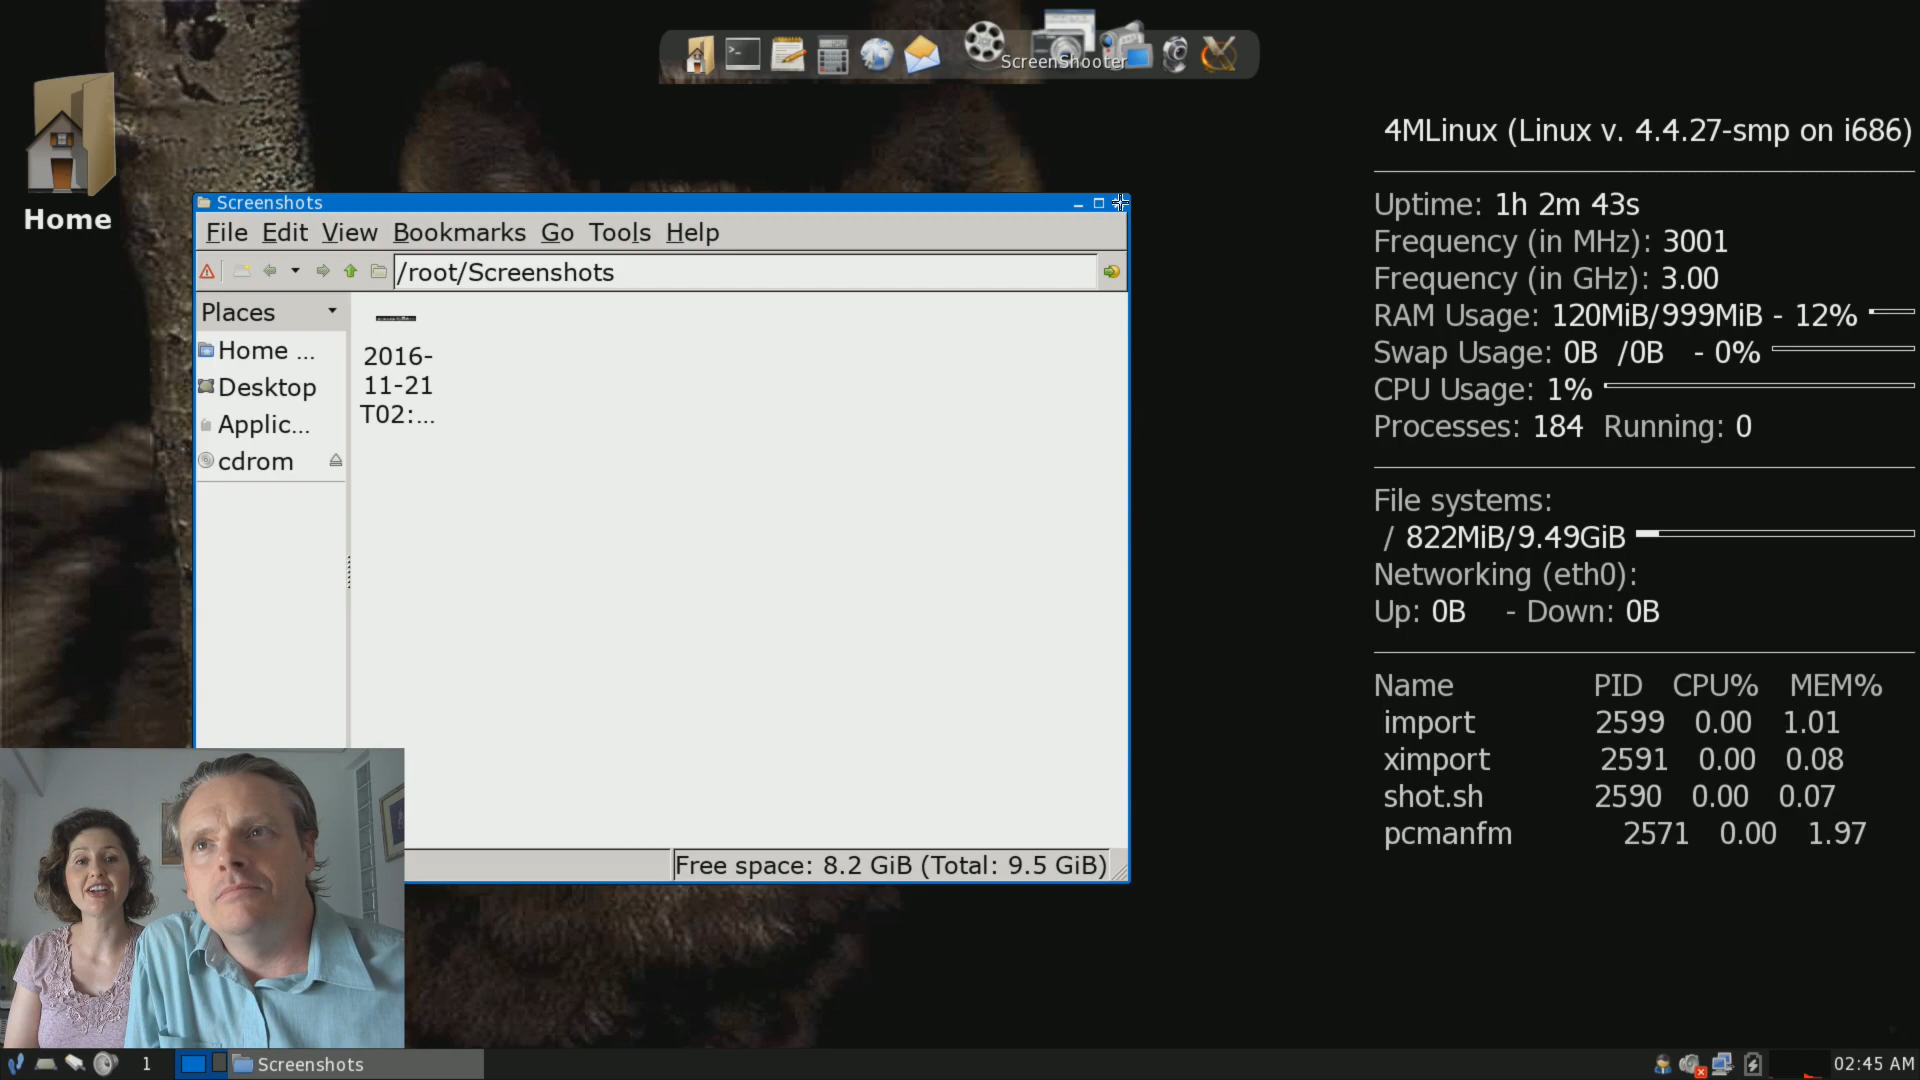 ScreenShooter
Home
4MLinux (Linux v. 4.4.27-smp on i686)
Uptime: 1h 2m 43s
Frequency (in MHz): 3001
Frequency (in GHz): 3.00
RAM Usage: 120MiB/999MiB - 12%
Swap Usage: 0B /0B - 0%
CPU Usage: 1%
Processes: 184 Running: 0
File systems:
/ 822MiB/9.49GiB
Networking (eth0):
Up: 0B - Down: 0B
Name PID CPU% MEM%
import 2599 0.00 1.01
ximport 2591 0.00 0.08
shot.sh 2590 0.00 0.07
pcmanfm 2571 0.00 1.97
Screenshots
File Edit View Bookmarks Go Tools Help
/root/Screenshots
Places
Home ...
Desktop
Applic...
cdrom
2016-
11-21
T02:...
Free space: 8.2 GiB (Total: 9.5 GiB)
1
Screenshots
02:45 AM